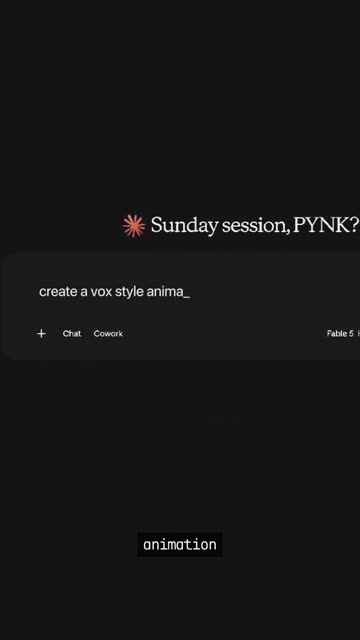 Sunday session, PYNK?
create a vox style anima_
+ Chat Cowork Fable 5
animation